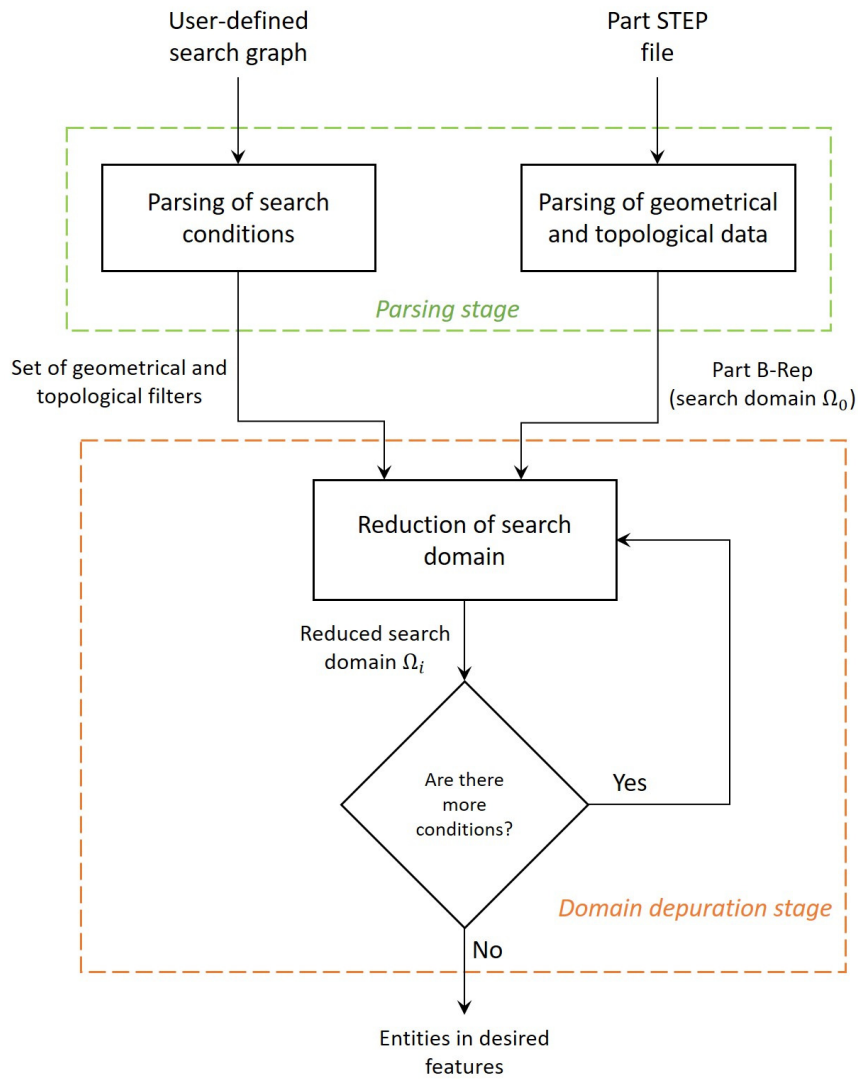 User-defined
search graph
Part STEP
file
Parsing of search
conditions
Parsing of geometrical
and topological data
Parsing stage
Set of geometrical and
topological filters
Part B-Rep
(search domain Ω₀)
Reduction of search
domain
Reduced search
domain Ωᵢ
Are there
more
conditions?
Yes
Domain depuration stage
No
Entities in desired
features